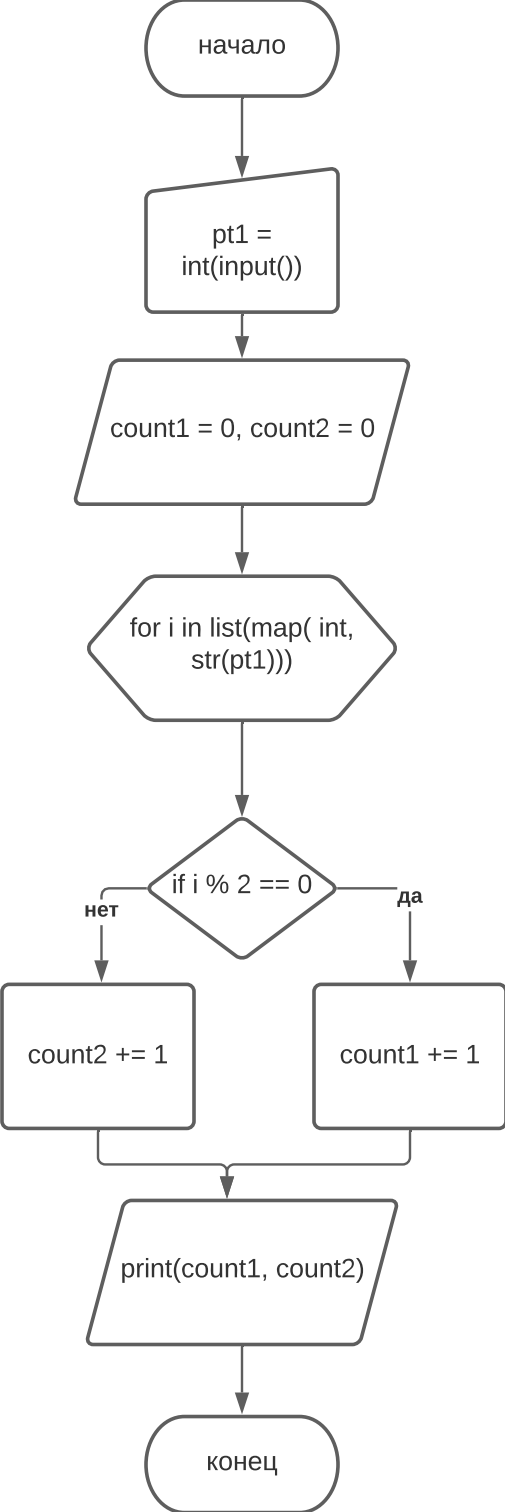 начало
pt1 =
int(input())
count1 = 0, count2 = 0
for i in list(map( int,
str(pt1)))
if i % 2 == 0
нет
да
count2 += 1
count1 += 1
print(count1, count2)
конец